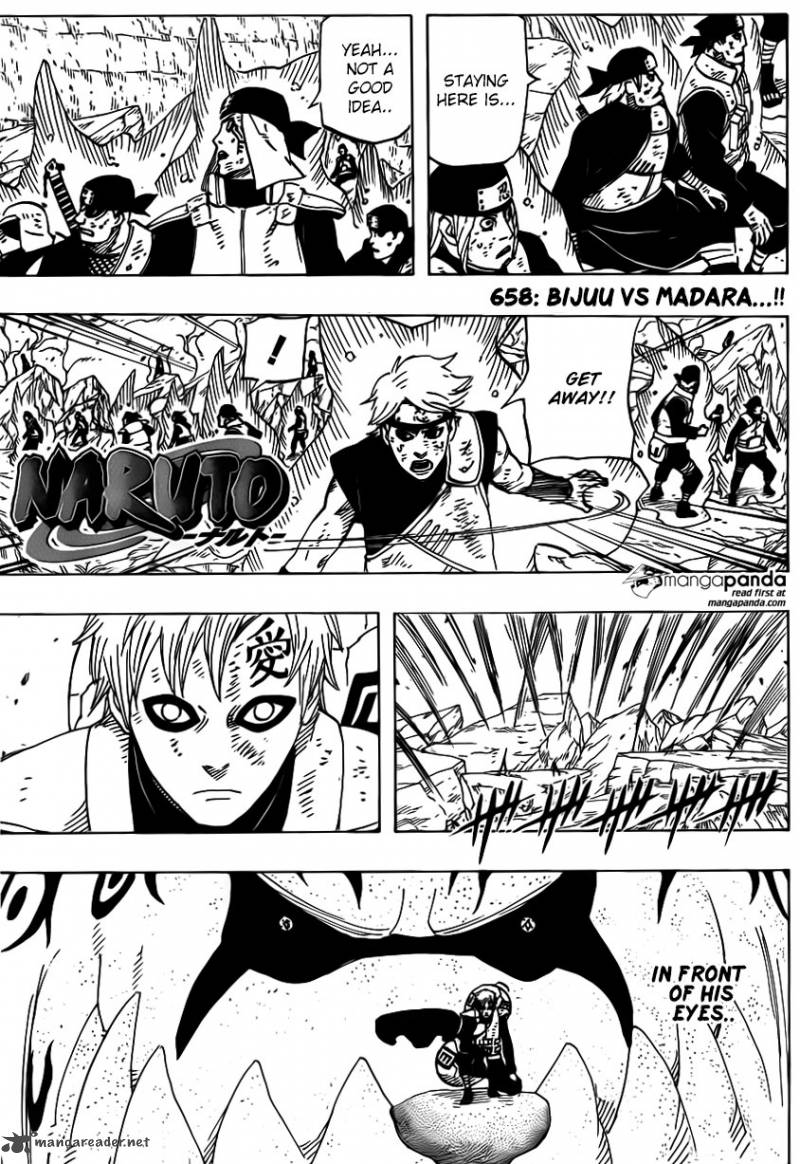 STAYING
HERE IS...
YEAH...
NOT A
GOOD
IDEA..
658: BIJUU VS MADARA...!!
GET
AWAY!!
!
NARUTO
-ナルト-
mangapanda
read first at
mangapanda.com
愛
IN FRONT
OF HIS
EYES..
mangareader.net